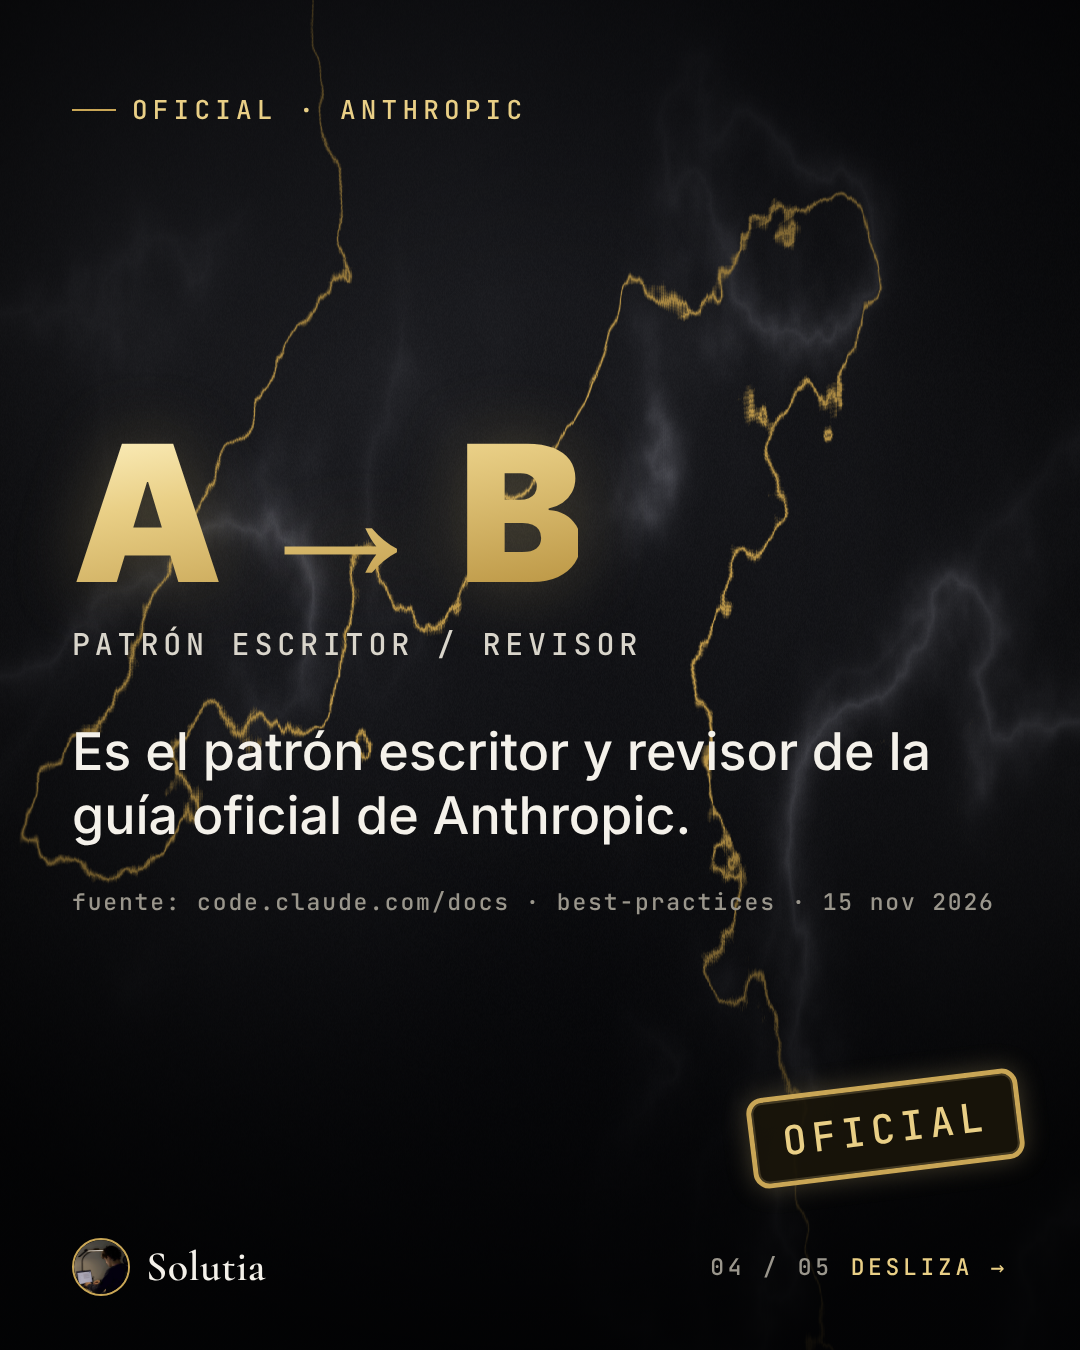 OFICIAL · ANTHROPIC
A → B
PATRÓN ESCRITOR / REVISOR
Es el patrón escritor y revisor de la
guía oficial de Anthropic.
fuente: code.claude.com/docs · best-practices · 15 nov 2026
OFICIAL
Solutia
04 / 05 DESLIZA →